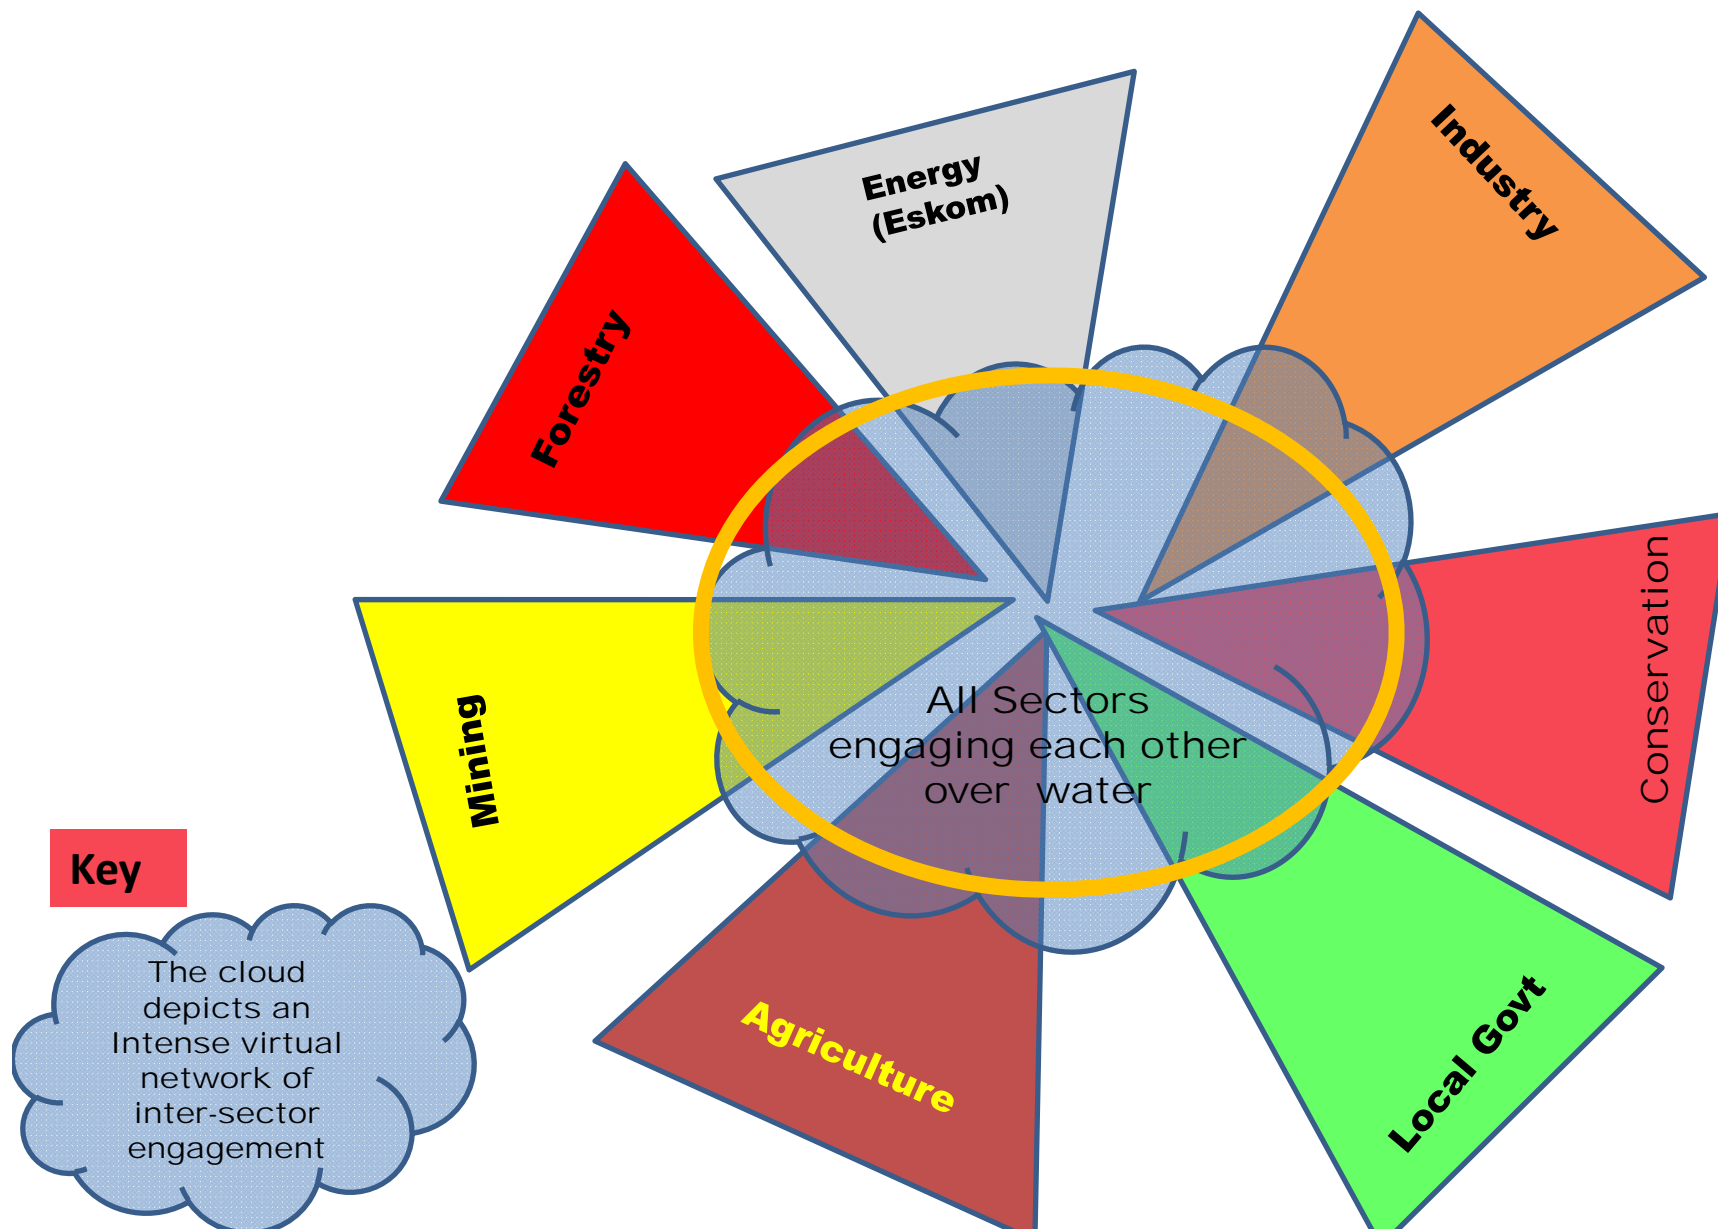 Energy
(Eskom)
Industry
Forestry
Conservation
Mining
All Sectors
engaging each other
over water
Key
The cloud
depicts an
Intense virtual
network of
inter-sector
engagement
Agriculture
Local Govt